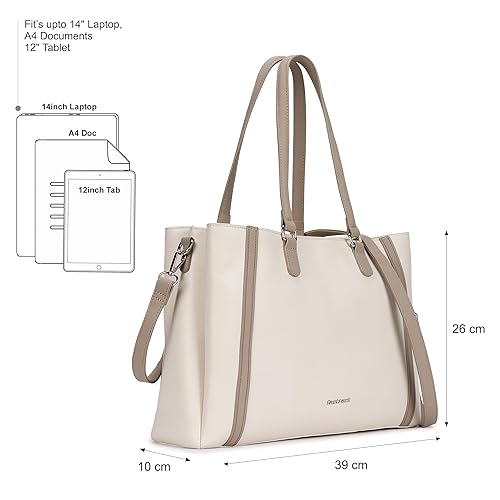 Fit's upto 14" Laptop,
A4 Documents
12" Tablet
14inch Laptop
A4 Doc
12inch Tab
26 cm
10 cm
39 cm